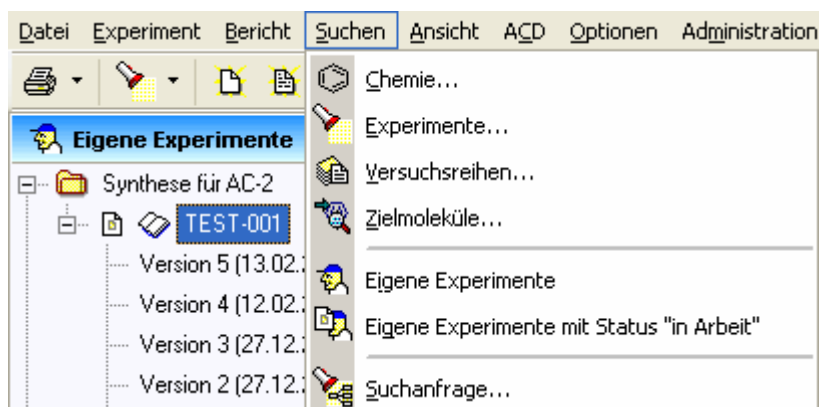 Datei Experiment Bericht Suchen Ansicht ACD Optionen Administration
Chemie...
Experimente...
Versuchsreihen...
Zielmoleküle...
Eigene Experimente
Eigene Experimente mit Status "in Arbeit"
Suchanfrage...
Eigene Experimente
Synthese für AC-2
TEST-001
Version 5 (13.02.
Version 4 (12.02.
Version 3 (27.12.
Version 2 (27.12.